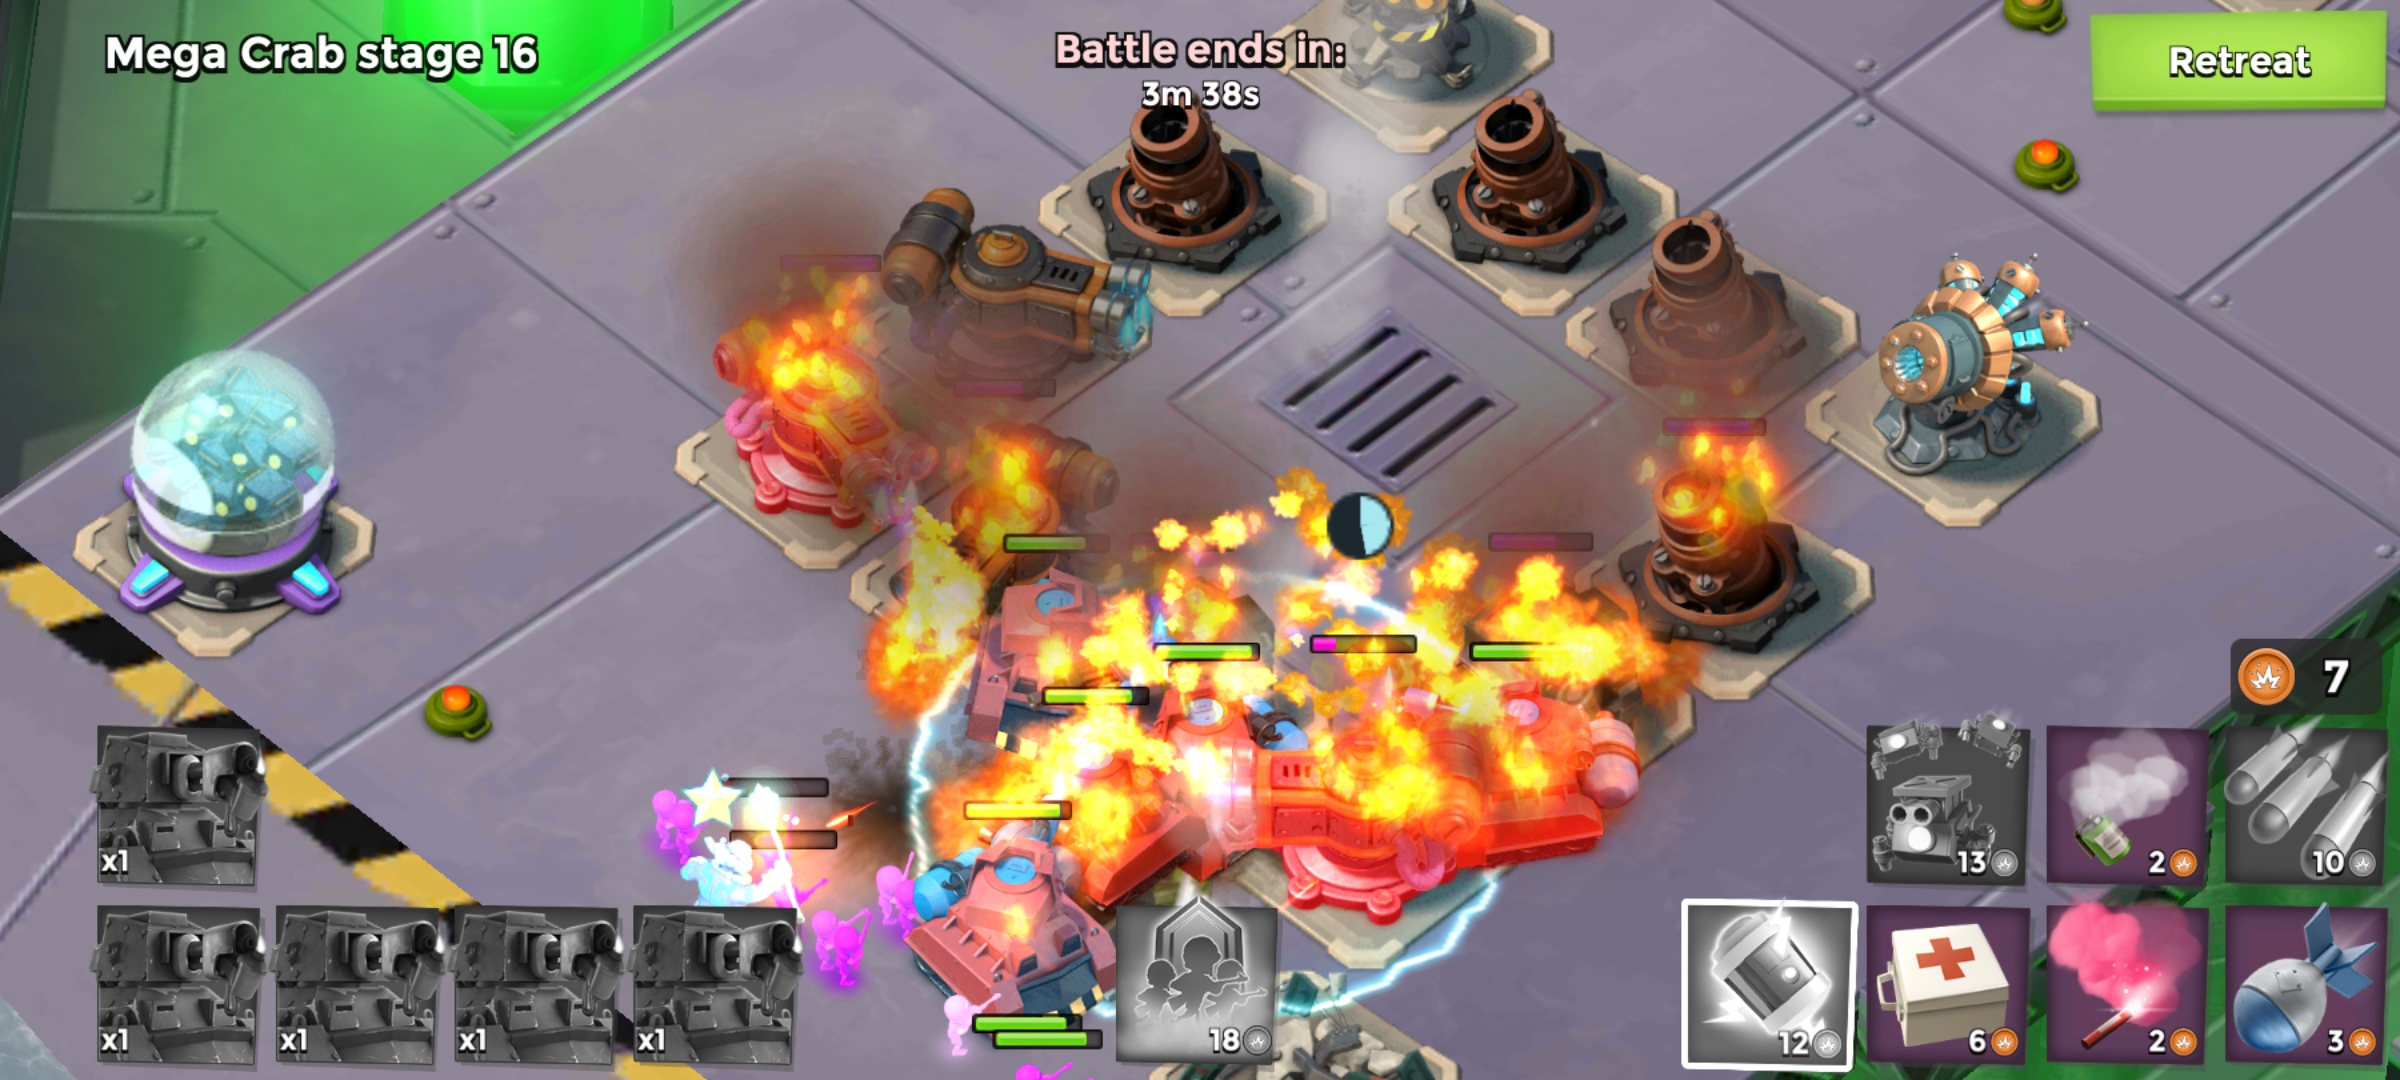 Mega Crab stage 16
Battle ends in:
3m 38s
Retreat
7
x1
13
2
10
x1
x1
x1
x1
18
12
6
2
3